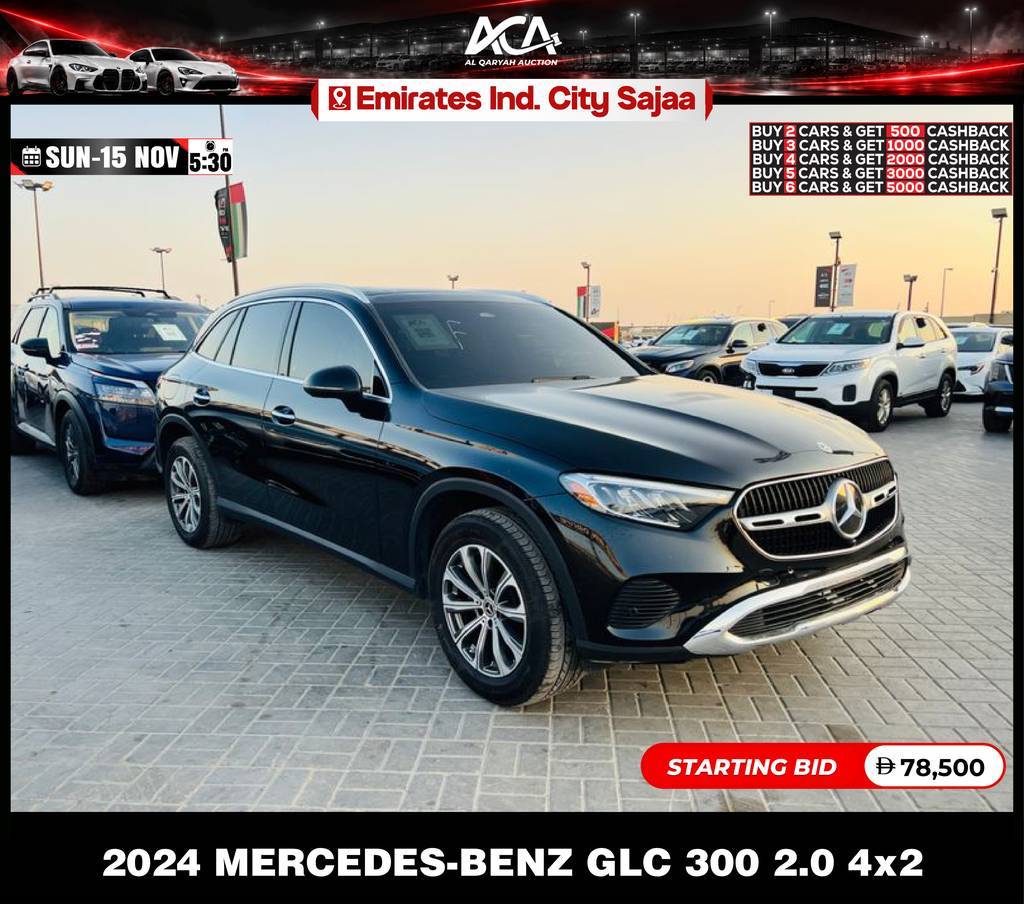 ACA
AL QARYAH AUCTION
Emirates Ind. City Sajaa
SUN-15 NOV 5:30 PM
BUY 2 CARS & GET 500 CASHBACK
BUY 3 CARS & GET 1000 CASHBACK
BUY 4 CARS & GET 2000 CASHBACK
BUY 5 CARS & GET 3000 CASHBACK
BUY 6 CARS & GET 5000 CASHBACK
STARTING BID 78,500
2024 MERCEDES-BENZ GLC 300 2.0 4x2